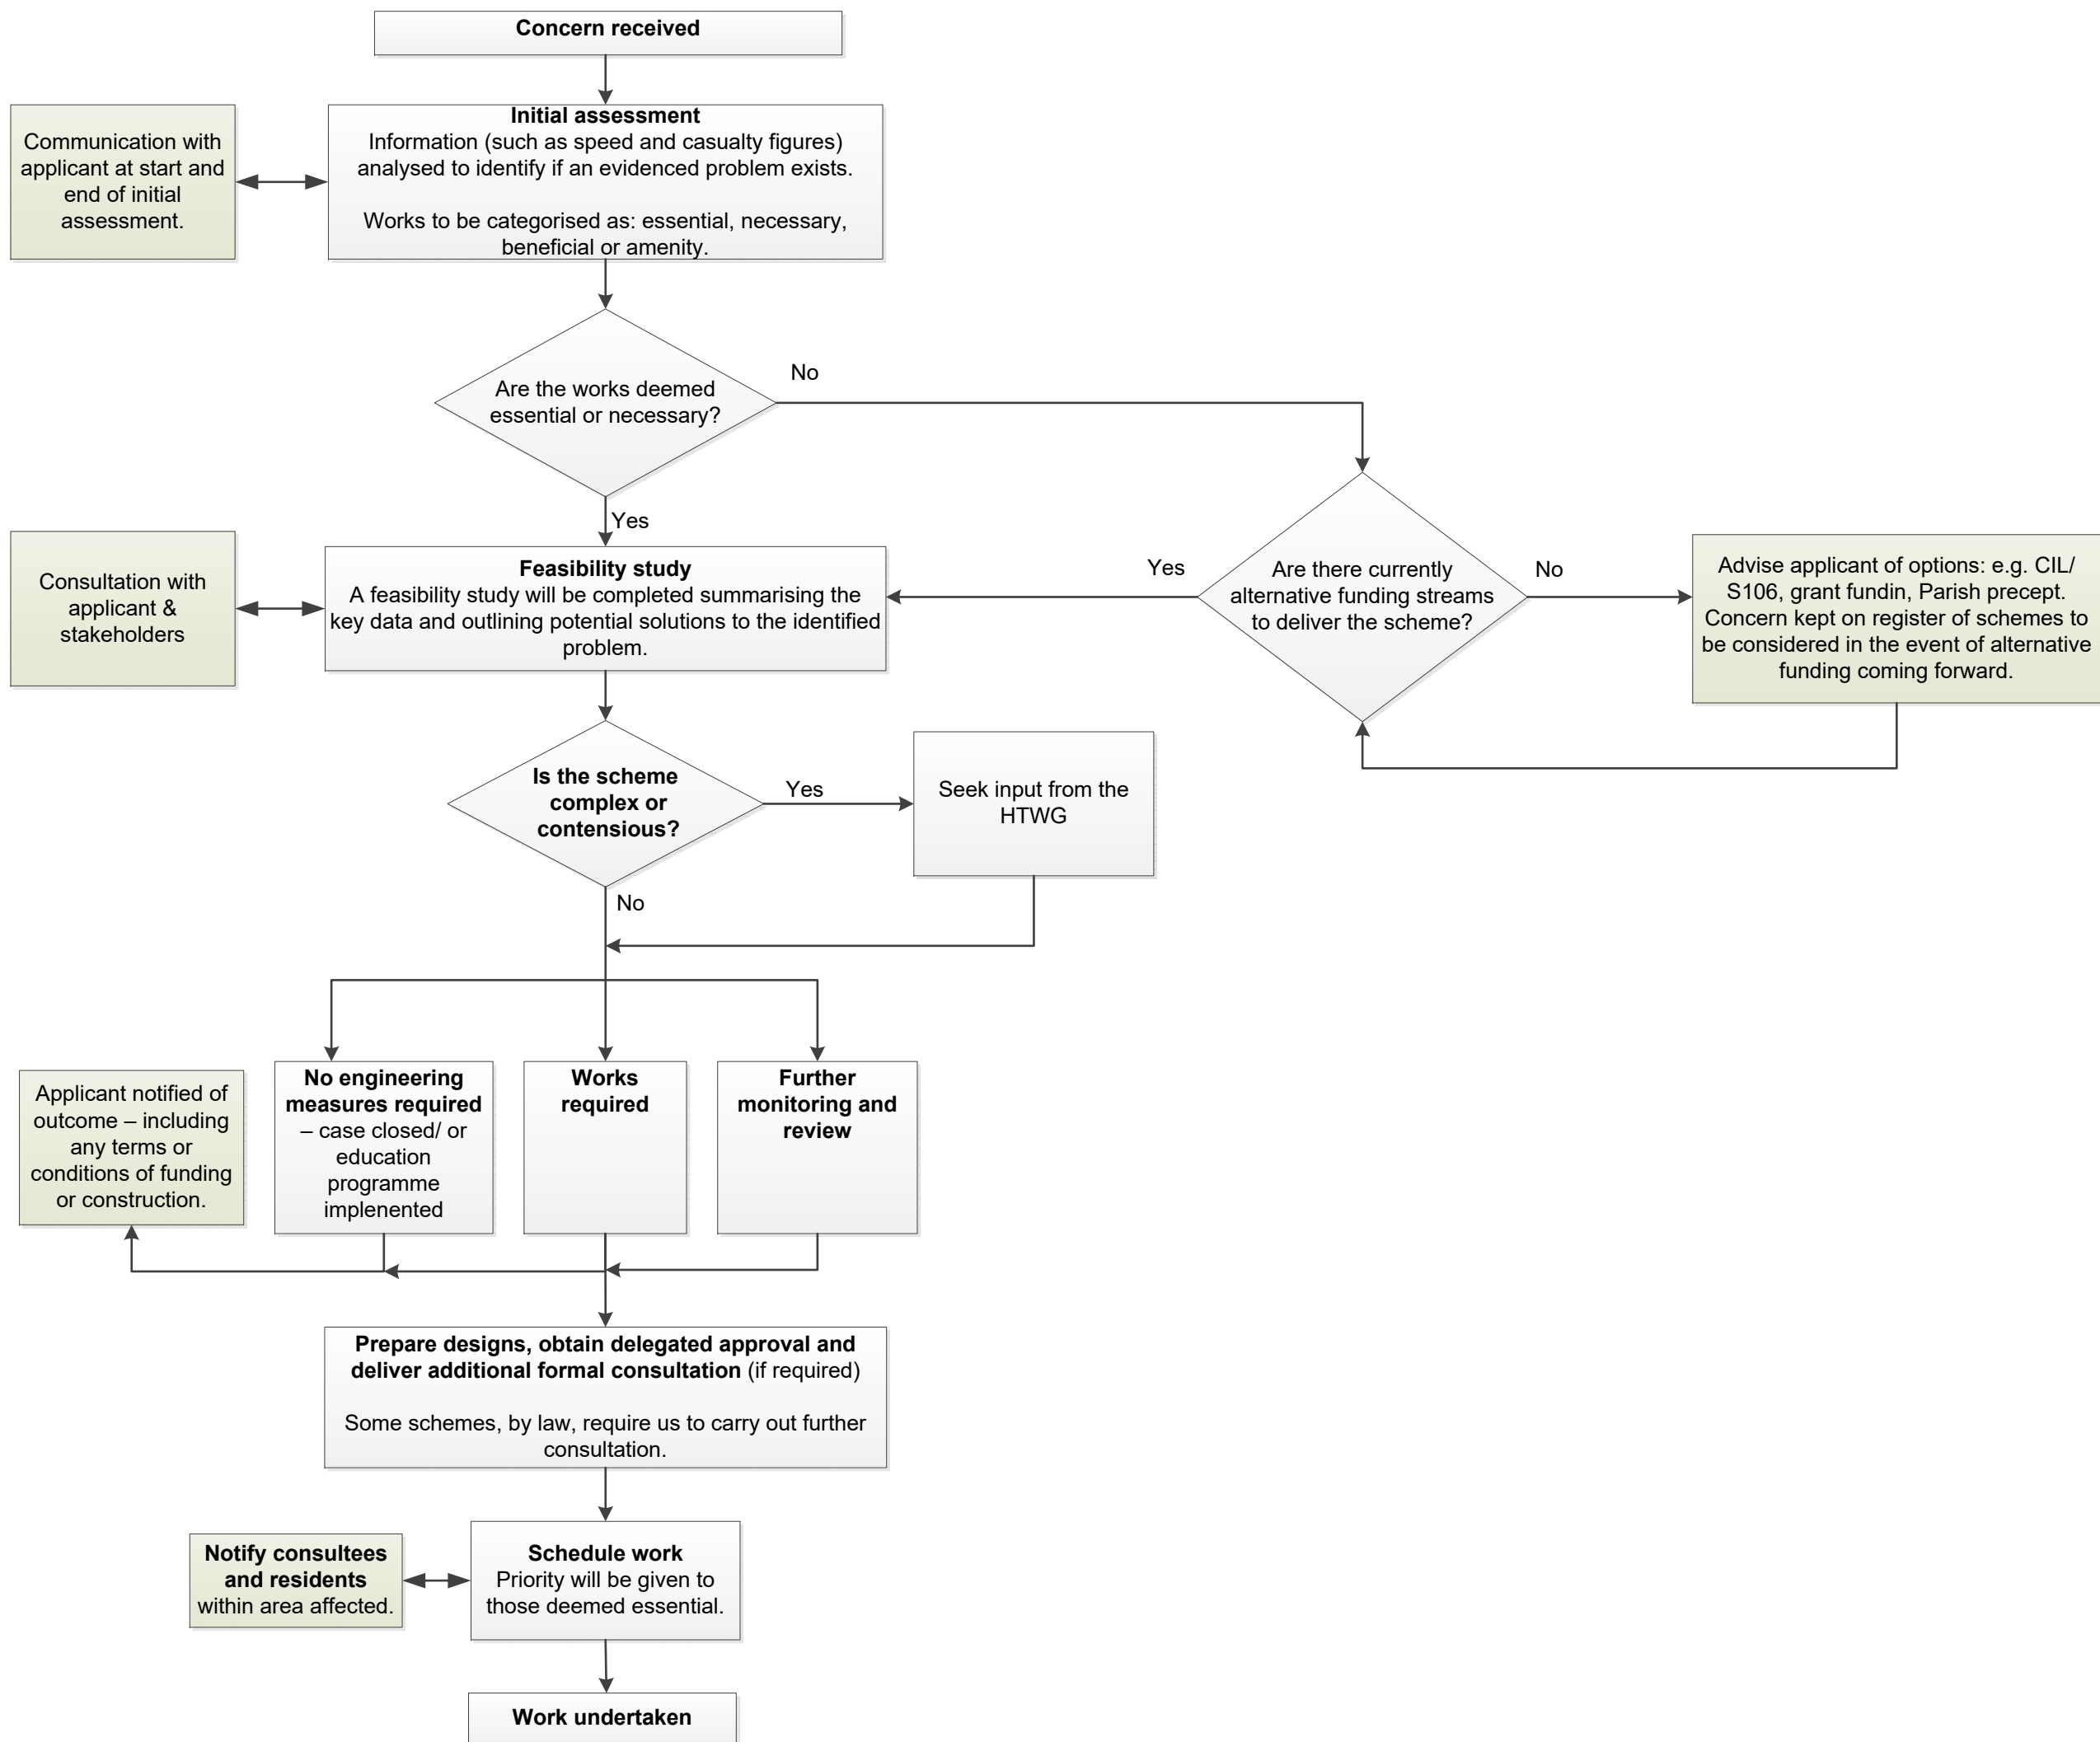 Concern received
Communication with
applicant at start and
end of initial
assessment.
Initial assessment
Information (such as speed and casualty figures)
analysed to identify if an evidenced problem exists.
Works to be categorised as: essential, necessary,
beneficial or amenity.
Are the works deemed
essential or necessary?
No
Yes
Consultation with
applicant &
stakeholders
Feasibility study
A feasibility study will be completed summarising the
key data and outlining potential solutions to the identified
problem.
Yes
Are there currently
alternative funding streams
to deliver the scheme?
No
Advise applicant of options: e.g. CIL/
S106, grant fundin, Parish precept.
Concern kept on register of schemes to
be considered in the event of alternative
funding coming forward.
Is the scheme
complex or
contensious?
Yes
Seek input from the
HTWG
No
Applicant notified of
outcome – including
any terms or
conditions of funding
or construction.
No engineering
measures required
– case closed/ or
education
programme
implenented
Works
required
Further
monitoring and
review
Prepare designs, obtain delegated approval and
deliver additional formal consultation (if required)
Some schemes, by law, require us to carry out further
consultation.
Notify consultees
and residents
within area affected.
Schedule work
Priority will be given to
those deemed essential.
Work undertaken